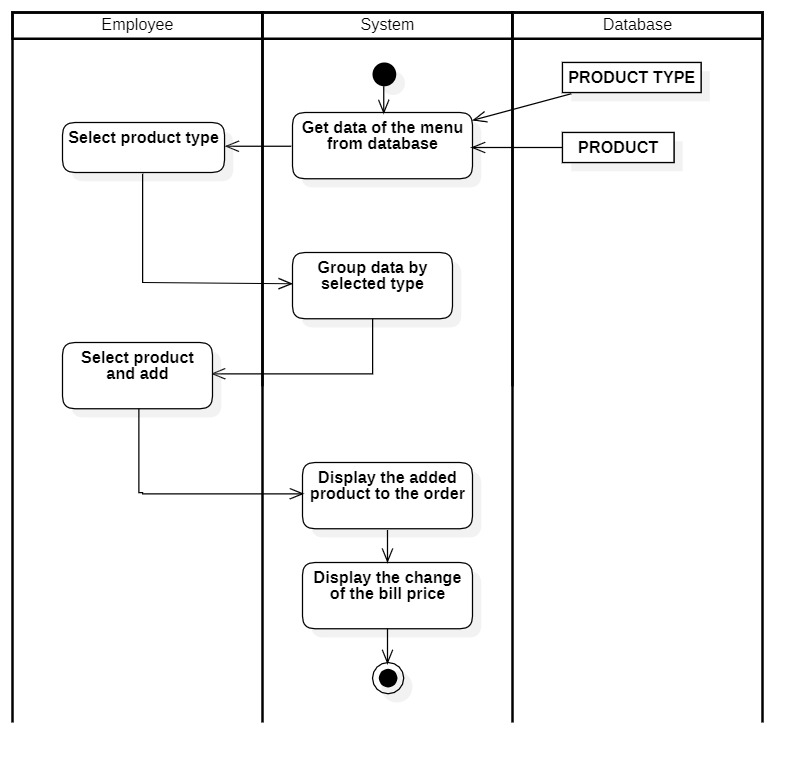 Employee
System
Database
PRODUCT TYPE
Get data of the menu
from database
Select product type
PRODUCT
Group data by
selected type
Select product
and add
Display the added
product to the order
Display the change
of the bill price